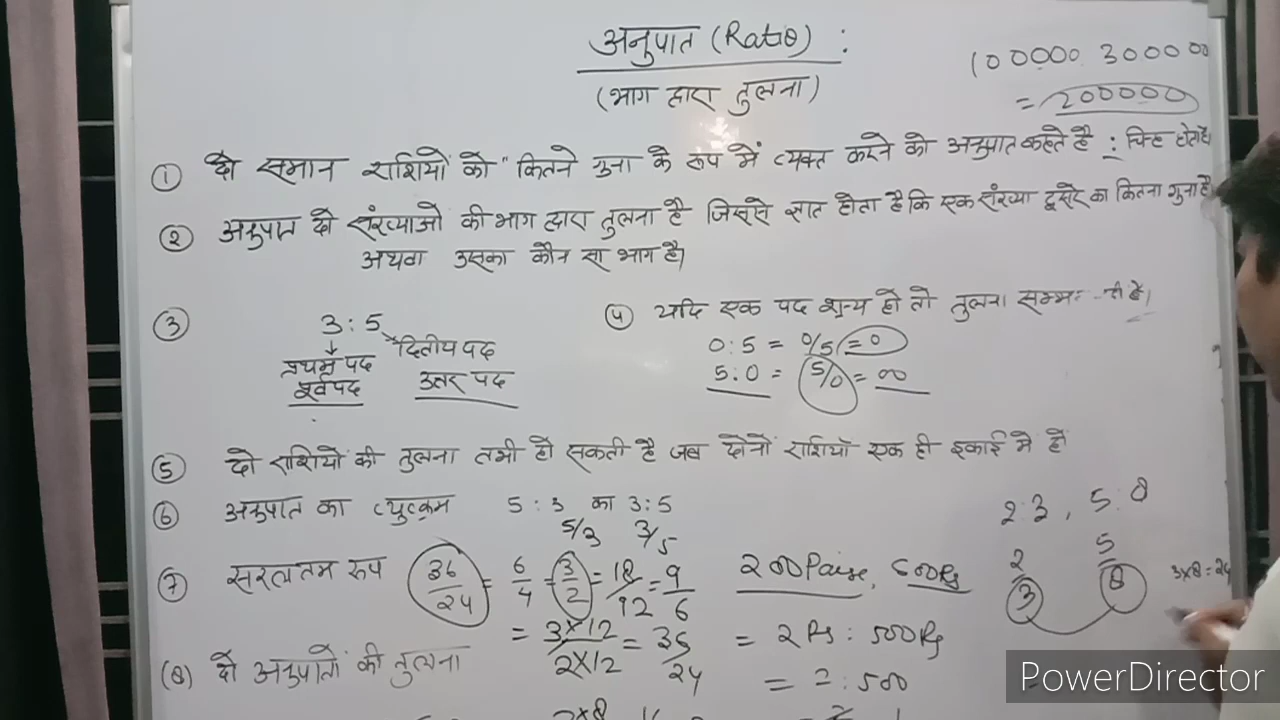 अनुपात (Ratio) :
(भाग द्वारा तुलना)
100000 300000
= 200000
① दो समान राशियों को "कितने गुना के रूप में व्यक्त करने को अनुपात कहते है : चिन्ह होता है।
② अनुपात दो संख्याओ की भाग द्वारा तुलना है जिससे ज्ञात होता है कि एक संख्या दूसरे का कितना गुना है
अथवा उसका कौन सा भाग है।
③ 3 : 5
प्रथम पद द्वितीय पद
पूर्वपद उत्तर पद
④ यदि एक पद शून्य हो तो तुलना
0 : 5 = 0/5 = 0
5 : 0 = 5/0 = ∞
⑤ दो राशियों की तुलना तभी हो सकती है जब दोनों राशियाँ एक ही इकाई मे हों
⑥ अनुपात का व्युत्क्रम 5 : 3 का 3 : 5
5/3 3/5
2 : 3 , 5 : 8
⑦ सरलतम रूप 36/24 = 6/4 = 3/2 = 18/12 = 9/6
= 3×12/2×12 = 36/24
200 Paise, 500 Rs
= 2 Rs : 500 Rs
= 2 : 500
2/3 5/8
3×8=24
(8) दो अनुपातों की तुलना
PowerDirector